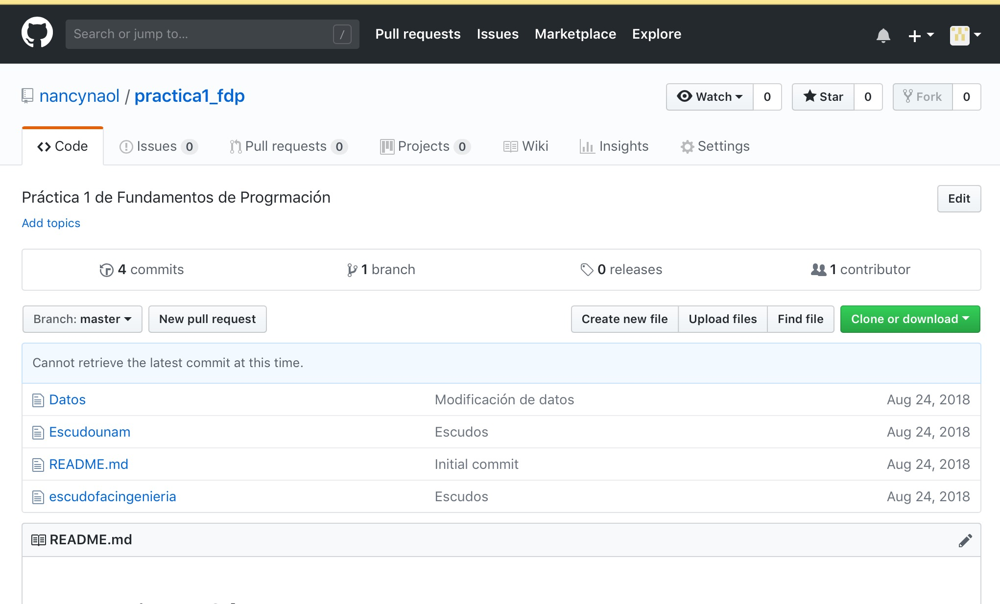 Search or jump to... / Pull requests Issues Marketplace Explore
nancynaol / practica1_fdp Watch 0 Star 0 Fork 0
Code Issues 0 Pull requests 0 Projects 0 Wiki Insights Settings
Práctica 1 de Fundamentos de Progrmación Edit
Add topics
4 commits 1 branch 0 releases 1 contributor
Branch: master New pull request Create new file Upload files Find file Clone or download
Cannot retrieve the latest commit at this time.
Datos Modificación de datos Aug 24, 2018
Escudounam Escudos Aug 24, 2018
README.md Initial commit Aug 24, 2018
escudofacingenieria Escudos Aug 24, 2018
README.md